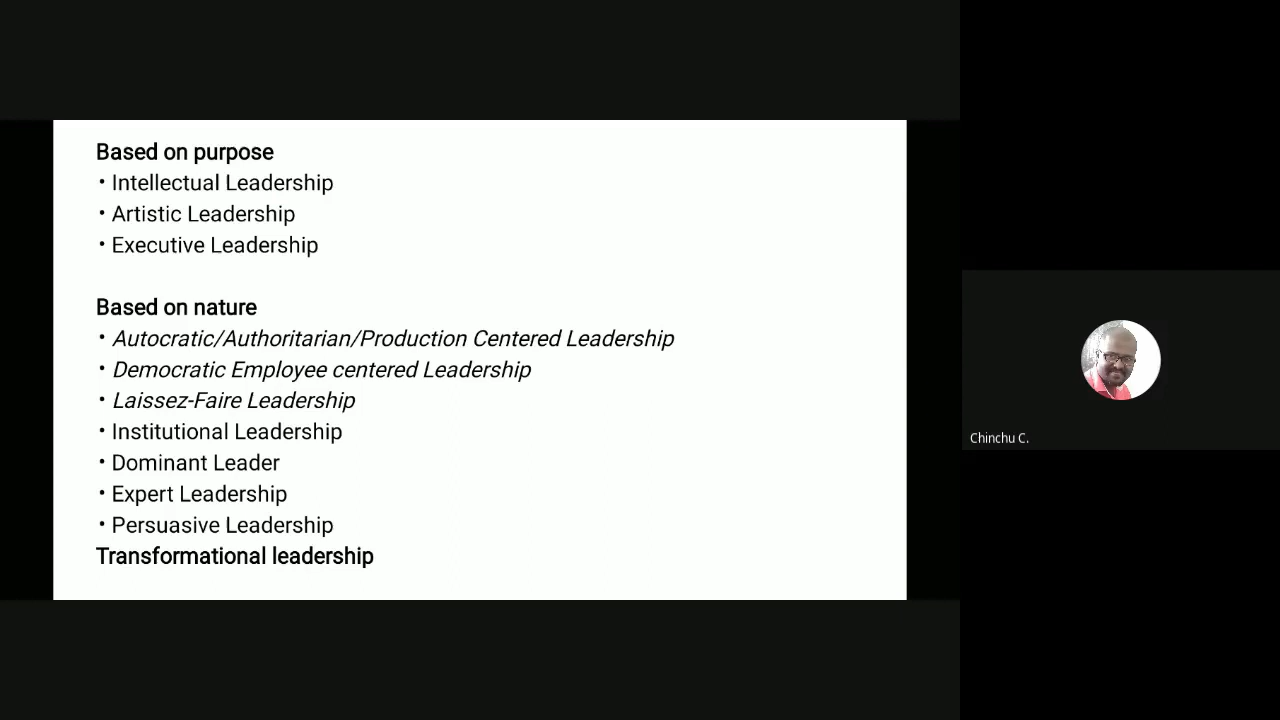 Based on purpose
• Intellectual Leadership
• Artistic Leadership
• Executive Leadership
Based on nature
• Autocratic/Authoritarian/Production Centered Leadership
• Democratic Employee centered Leadership
• Laissez-Faire Leadership
• Institutional Leadership
• Dominant Leader
• Expert Leadership
• Persuasive Leadership
Transformational leadership
Chinchu C.